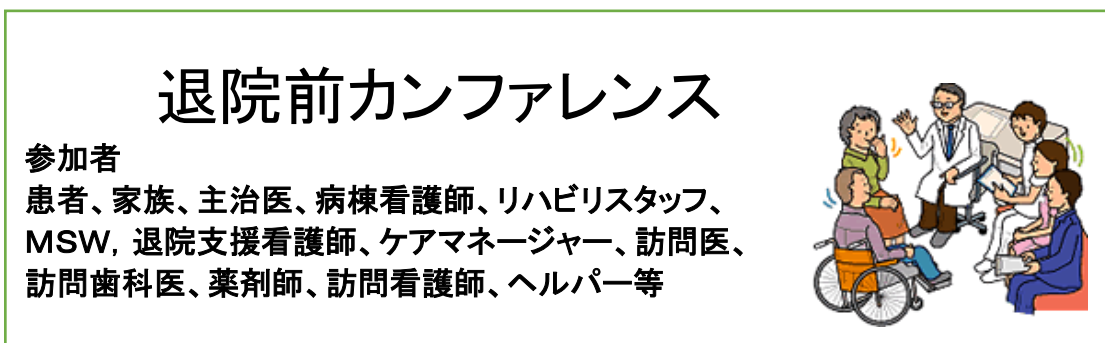 退院前カンファレンス
参加者
患者、家族、主治医、病棟看護師、リハビリスタッフ、
MSW，退院支援看護師、ケアマネージャー、訪問医、
訪問歯科医、薬剤師、訪問看護師、ヘルパー等